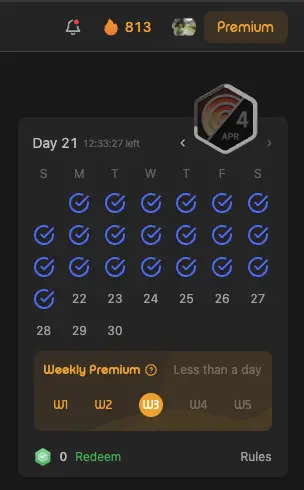 813 Premium
4
APR
Day 21 12:33:27 left < >
S M T W T F S
22 23 24 25 26 27
28 29 30
Weekly Premium ? Less than a day
W1 W2 W3 W4 W5
0 Redeem Rules